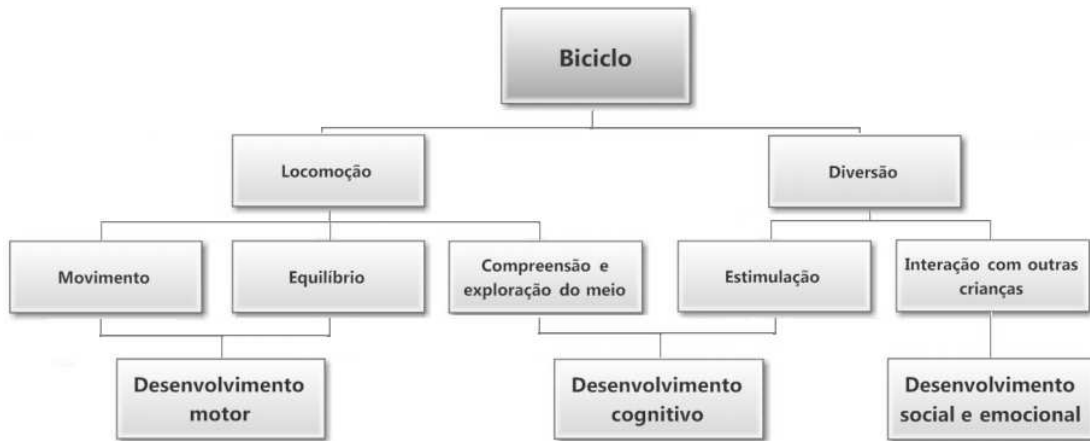 Biciclo
Locomoção
Diversão
Movimento
Equilíbrio
Compreensão e
exploração do meio
Estimulação
Interação com outras
crianças
Desenvolvimento
motor
Desenvolvimento
cognitivo
Desenvolvimento
social e emocional